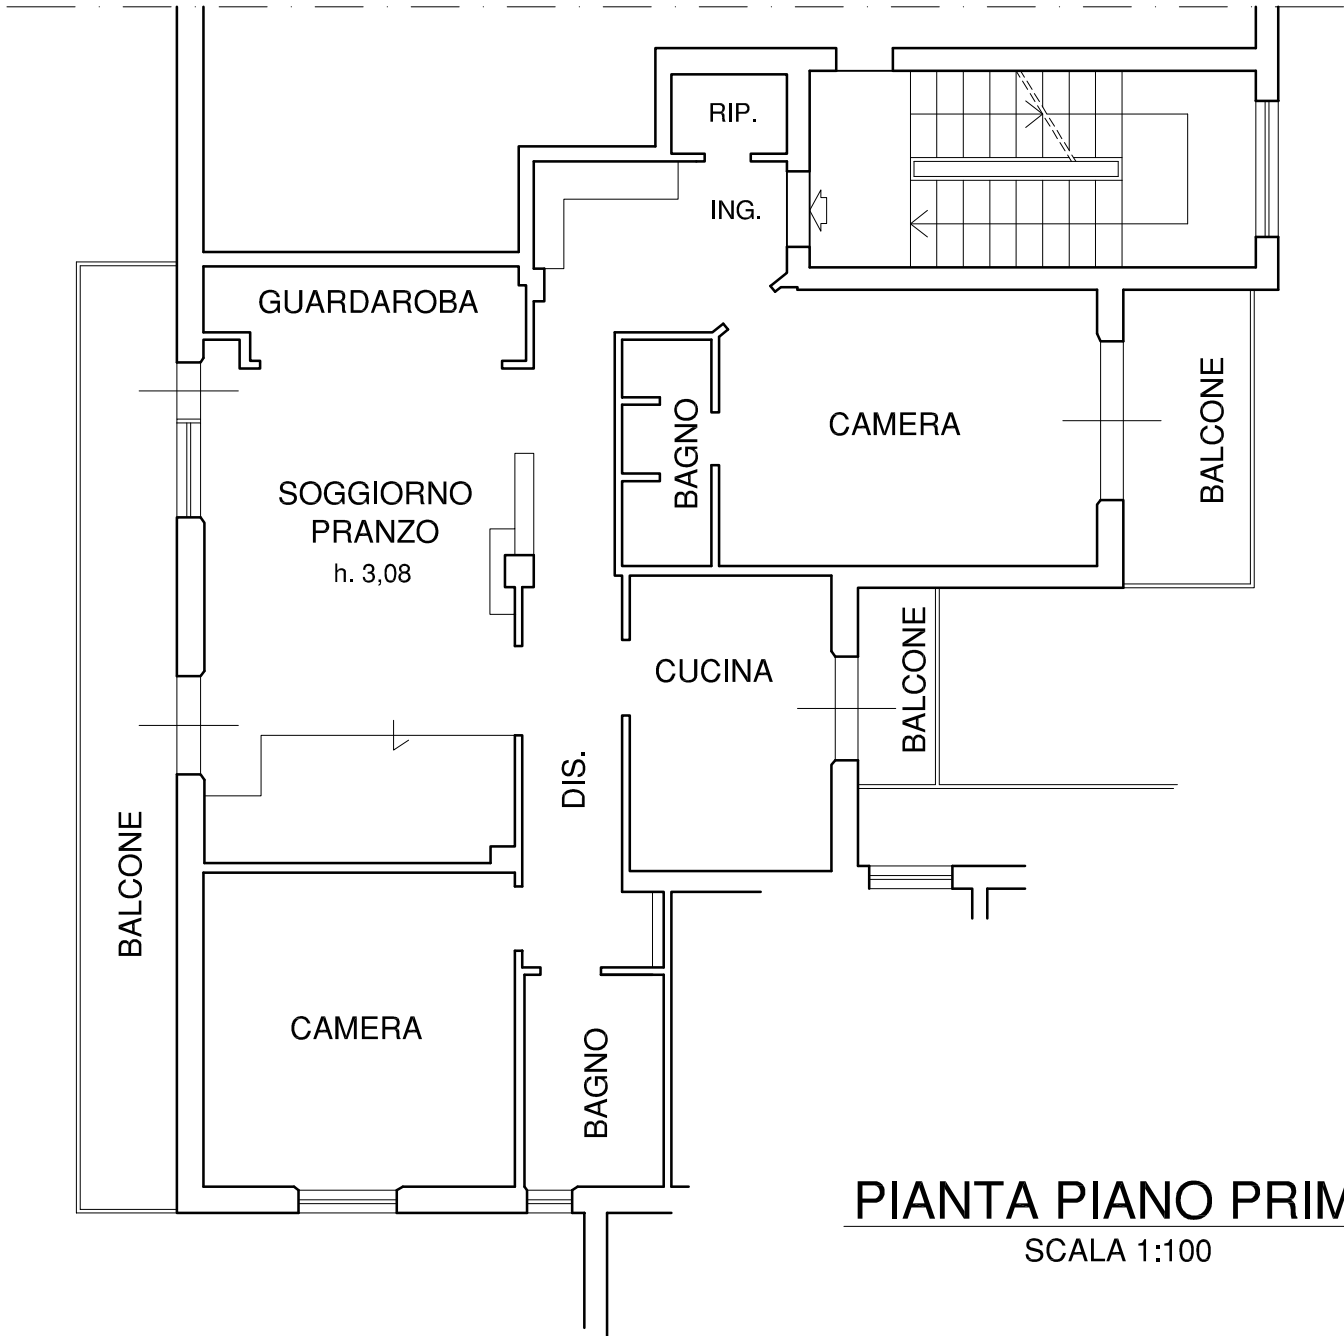 RIP.
ING.
GUARDAROBA
BALCONE
CAMERA
BAGNO
SOGGIORNO
PRANZO
h. 3,08
BALCONE
CUCINA
DIS.
BALCONE
CAMERA
BAGNO
PIANTA PIANO PRIM
SCALA 1:100